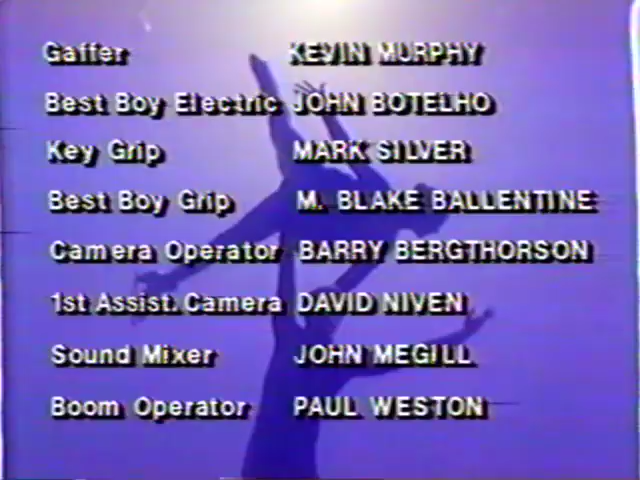 Gaffer KEVIN MURPHY
Best Boy Electric JOHN BOTELHO
Key Grip MARK SILVER
Best Boy Grip M. BLAKE BALLENTINE
Camera Operator BARRY BERGTHORSON
1st Assist. Camera DAVID NIVEN
Sound Mixer JOHN MEGILL
Boom Operator PAUL WESTON